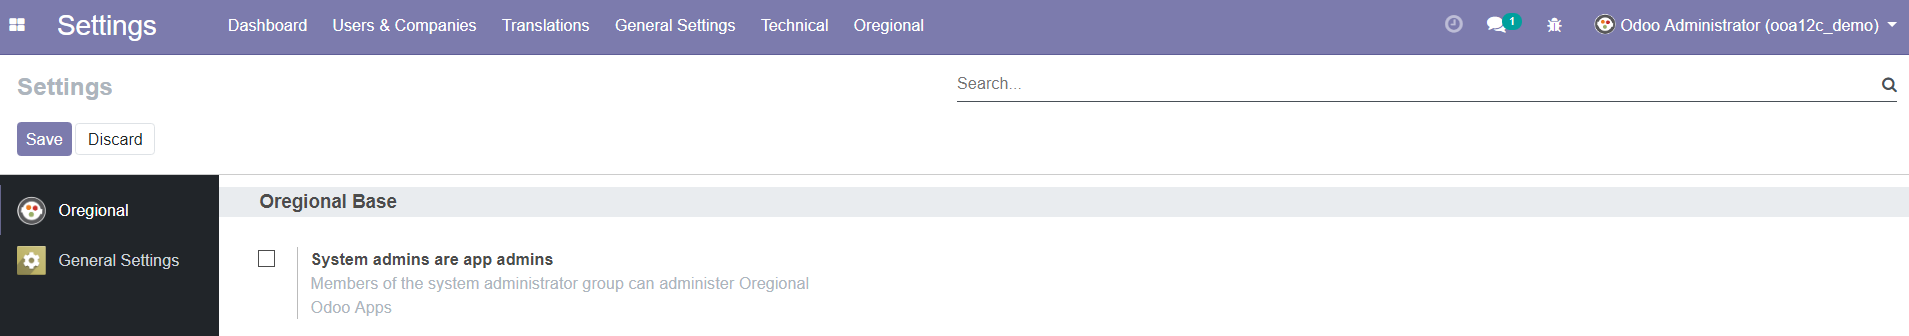 Settings Dashboard Users & Companies Translations General Settings Technical Oregional 1 Odoo Administrator (ooa12c_demo)
Settings Search...
Save Discard
Oregional
General Settings
Oregional Base
System admins are app admins
Members of the system administrator group can administer Oregional
Odoo Apps